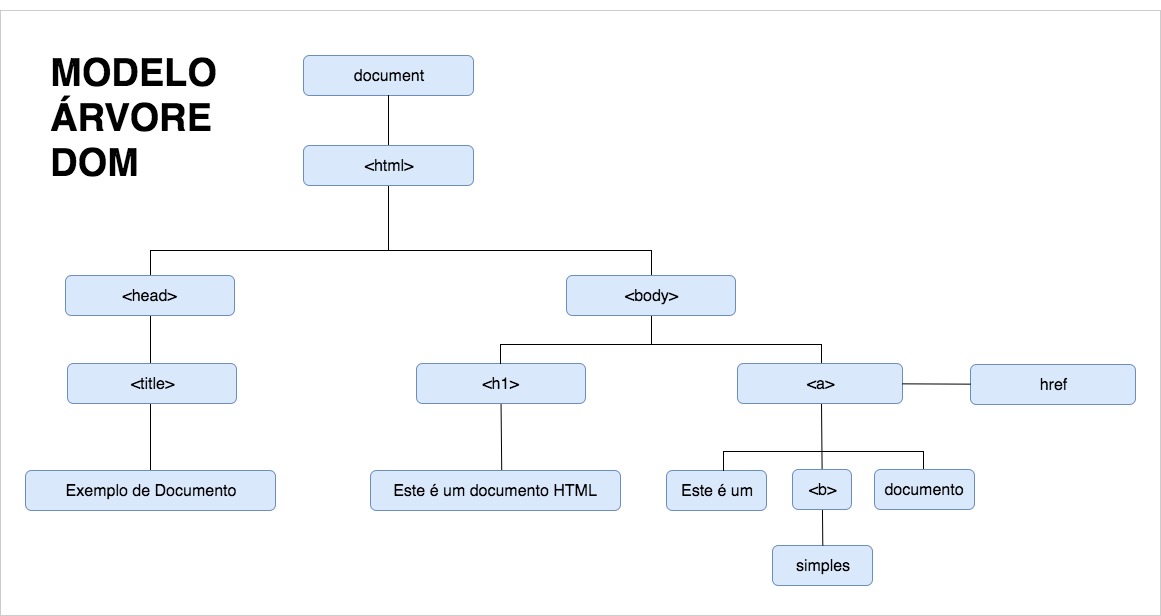 MODELO
ÁRVORE
DOM
document
<html>
<head>
<body>
<title>
<h1>
<a>
href
Exemplo de Documento
Este é um documento HTML
Este é um
<b>
documento
simples